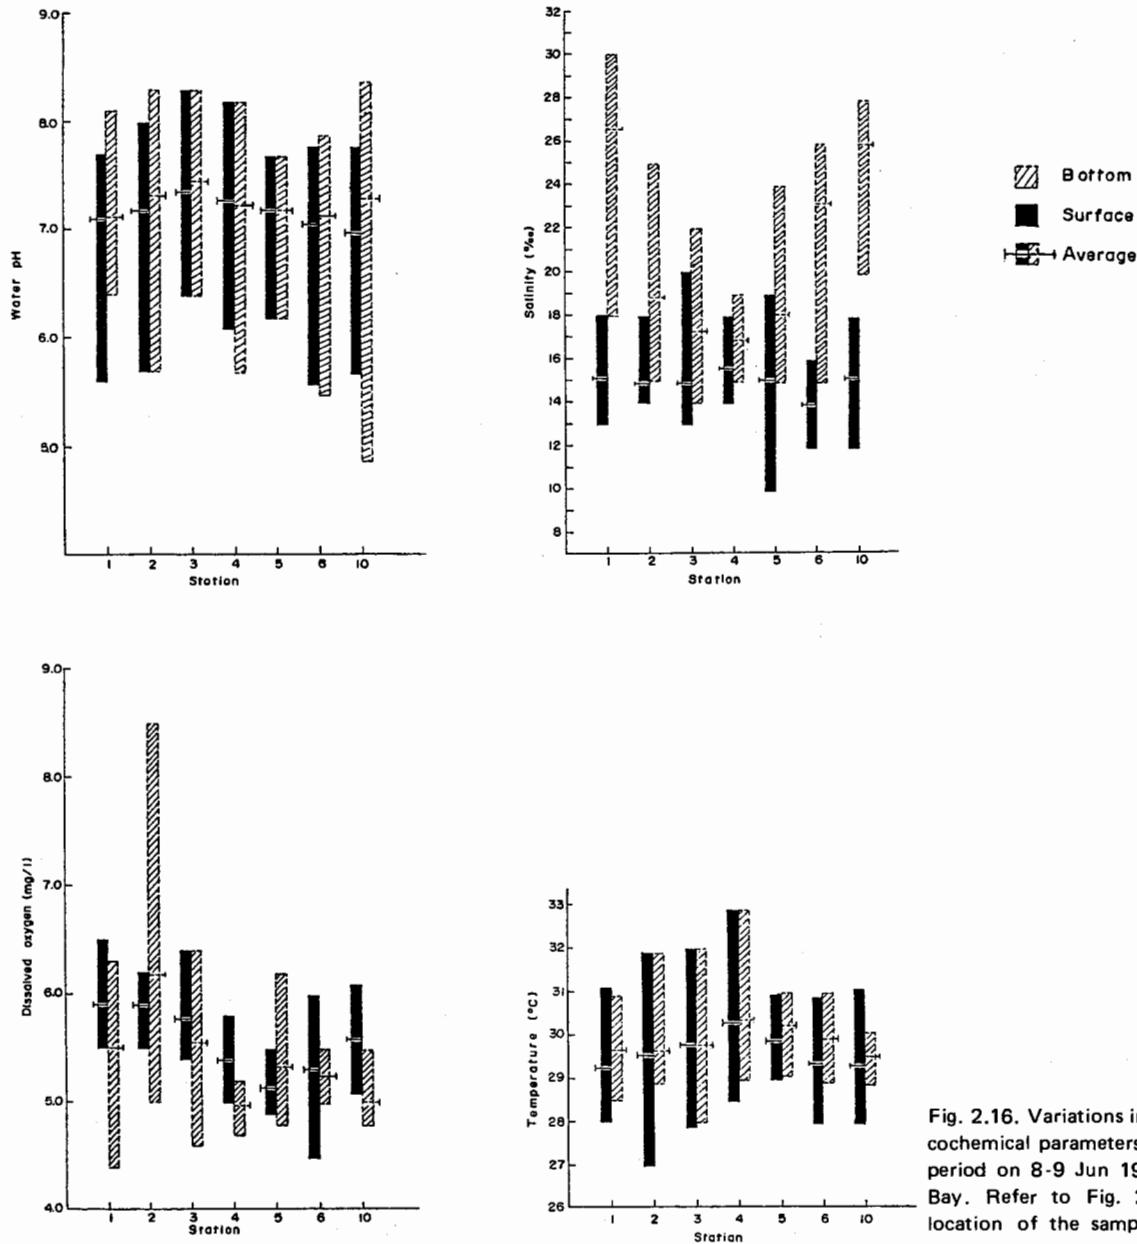 9.0
8.0
7.0
6.0
5.0
Water pH
1 2 3 4 5 6 10
Station
32
30
28
26
24
22
20
18
16
14
12
10
8
Salinity (‰)
1 2 3 4 5 6 10
Station
Bottom
Surface
Average
9.0
8.0
7.0
6.0
5.0
4.0
Dissolved oxygen (mg/l)
1 2 3 4 5 6 10
Station
33
32
31
30
29
28
27
26
Temperature (°C)
1 2 3 4 5 6 10
Station
Fig. 2.16. Variations in
cochemical parameters
period on 8-9 Jun 19
Bay. Refer to Fig.
location of the samp